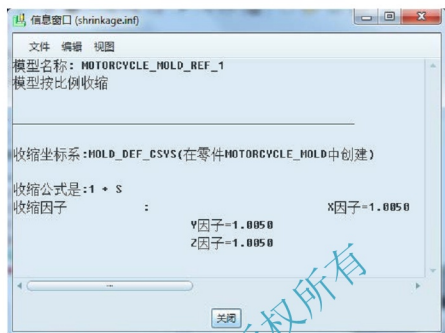 信息窗口 (shrinkage.inf)
文件 编辑 视图
模型名称: MOTORCYCLE_MOLD_REF_1
模型按比例收缩
收缩坐标系:MOLD_DEF_CSYS(在零件MOTORCYCLE_MOLD中创建)
收缩公式是:1 + S
收缩因子 : X因子=1.0050
Y因子=1.0050
Z因子=1.0050
关闭
版权所有